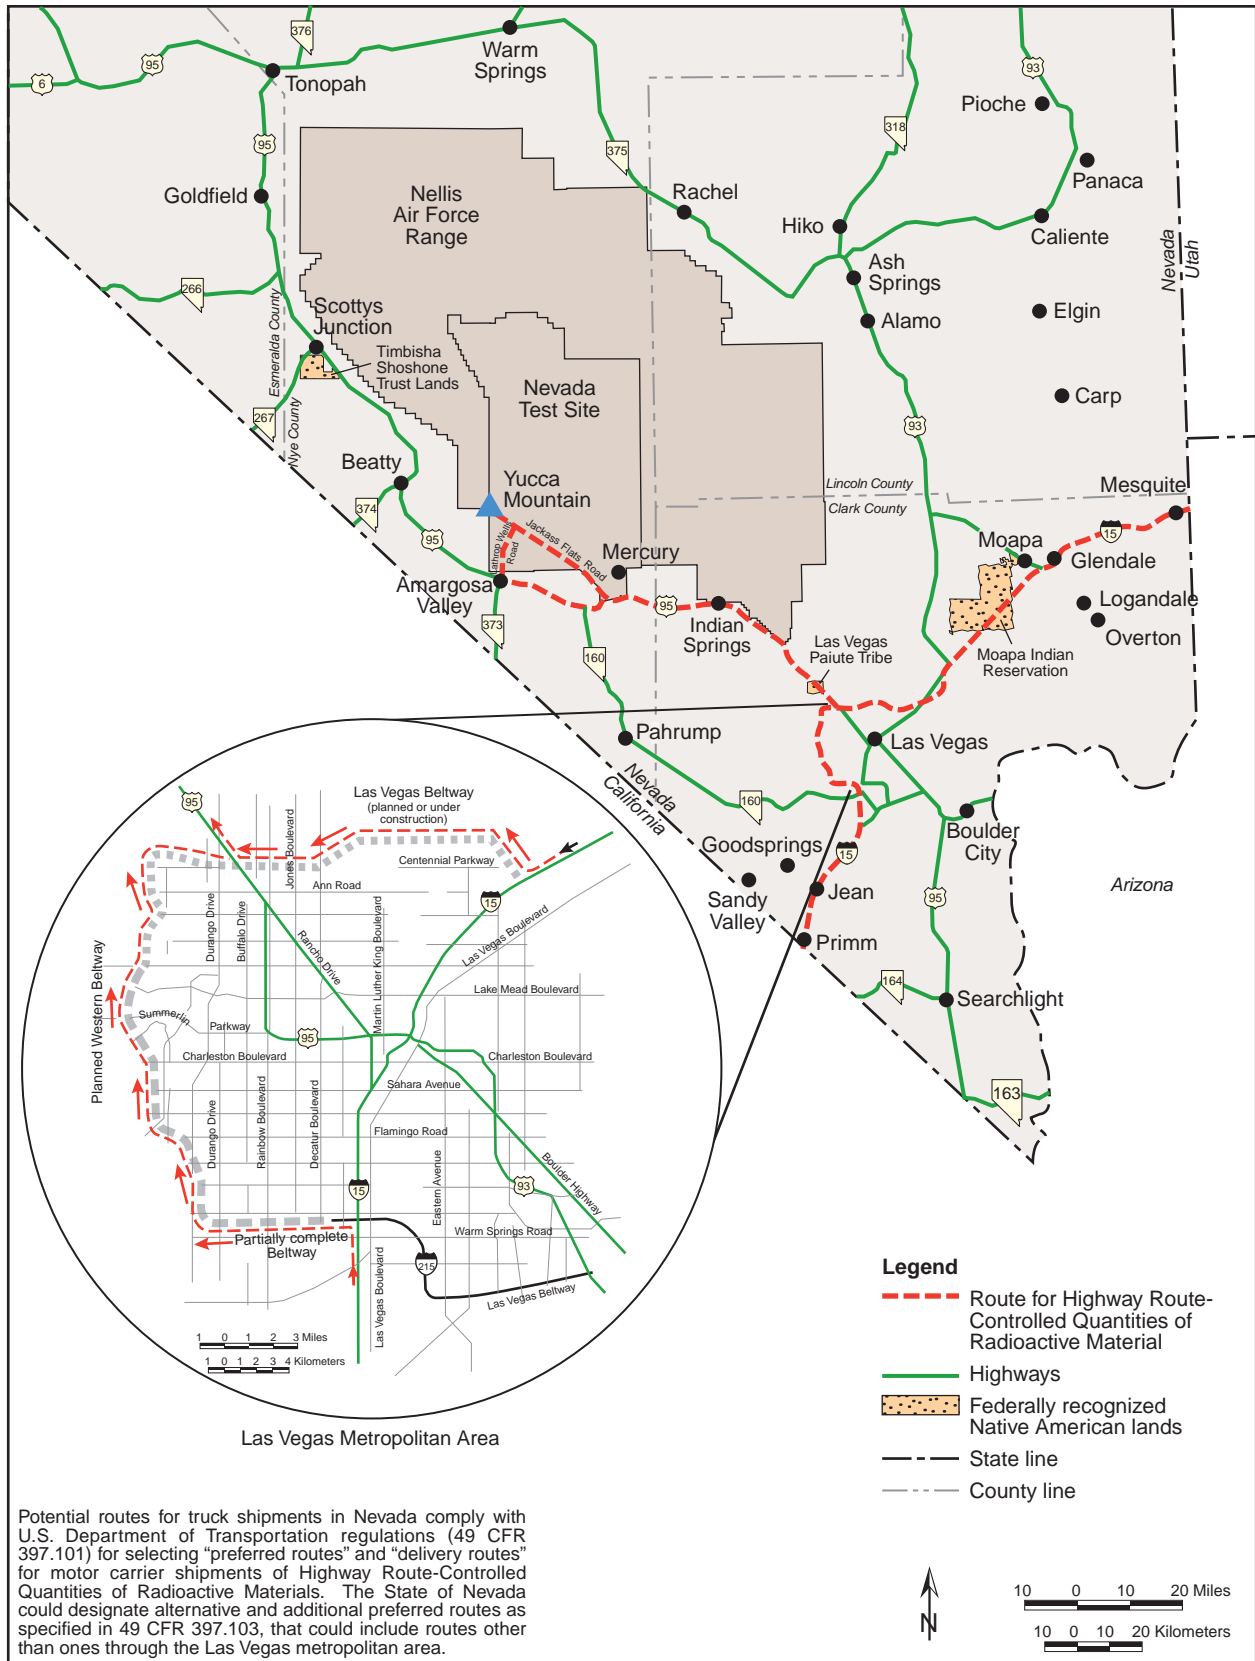 376
95
6
Tonopah
Warm
Springs
93
Pioche
318
95
375
Panaca
Goldfield
Nellis
Air Force
Range
Rachel
Hiko
Caliente
Nevada
Utah
Ash
Springs
266
Esmeralda County
Nye County
Scottys
Junction
Alamo
Elgin
Timbisha
Shoshone
Trust Lands
Nevada
Test Site
Carp
267
93
Beatty
Yucca
Mountain
Lincoln County
Clark County
Mesquite
374
95
Lathrop Wells
Road
Jackass Flats Road
Mercury
15
Moapa
Glendale
Amargosa
Valley
95
Indian
Springs
Logandale
Overton
373
160
Las Vegas
Paiute Tribe
Moapa Indian
Reservation
Pahrump
Las Vegas
Nevada
California
160
Boulder
City
Goodsprings
15
Sandy
Valley
Jean
95
Arizona
Primm
164
Searchlight
163
95
Las Vegas Beltway
(planned or under
construction)
Jones Boulevard
Centennial Parkway
Ann Road
15
Durango Drive
Buffalo Drive
Rancho Drive
Martin Luther King Boulevard
Las Vegas Boulevard
Planned Western Beltway
Lake Mead Boulevard
Summerlin
Parkway
95
Charleston Boulevard
Charleston Boulevard
Sahara Avenue
Durango Drive
Rainbow Boulevard
Decatur Boulevard
Flamingo Road
Eastern Avenue
Boulder Highway
15
93
Warm Springs Road
Partially complete
Beltway
215
Las Vegas Boulevard
Las Vegas Beltway
1 0 1 2 3 Miles
1 0 1 2 3 4 Kilometers
Las Vegas Metropolitan Area
Legend
Route for Highway Route-
Controlled Quantities of
Radioactive Material
Highways
Federally recognized
Native American lands
State line
County line
Potential routes for truck shipments in Nevada comply with
U.S. Department of Transportation regulations (49 CFR
397.101) for selecting “preferred routes” and “delivery routes”
for motor carrier shipments of Highway Route-Controlled
Quantities of Radioactive Materials. The State of Nevada
could designate alternative and additional preferred routes as
specified in 49 CFR 397.103, that could include routes other
than ones through the Las Vegas metropolitan area.
N
10 0 10 20 Miles
10 0 10 20 Kilometers